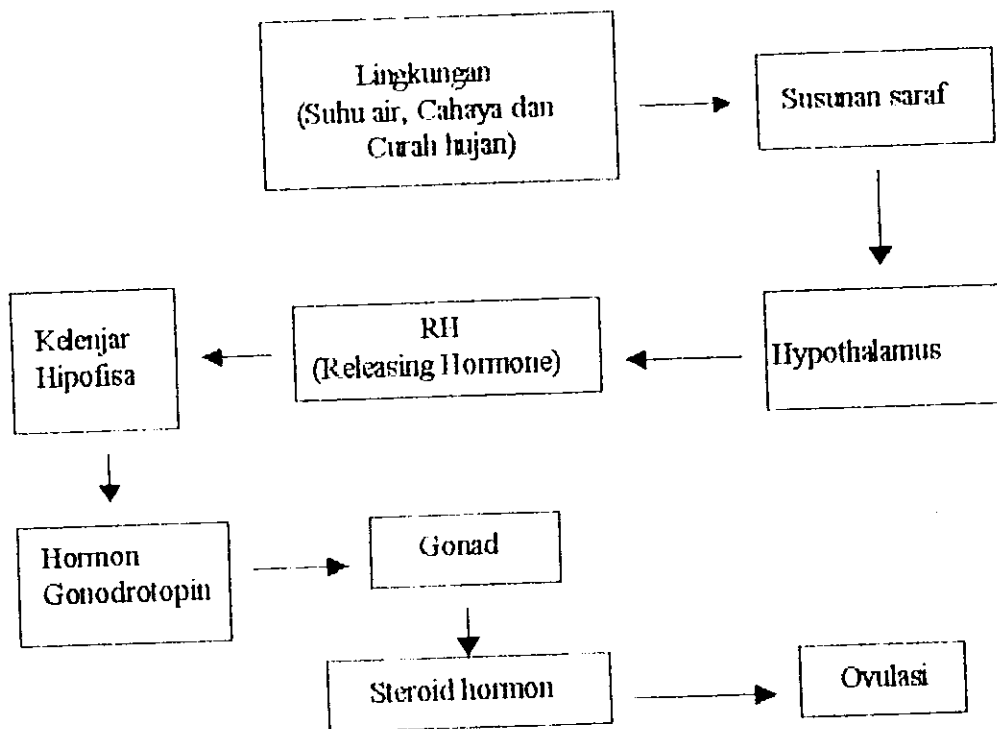 Lingkungan
(Suhu air, Cahaya dan
Curah hujan)
Susunan saraf
Hypothalamus
RH
(Releasing Hormone)
Kelenjar
Hipofisa
Hormon
Gonodrotopin
Gonad
Steroid hormon
Ovulasi